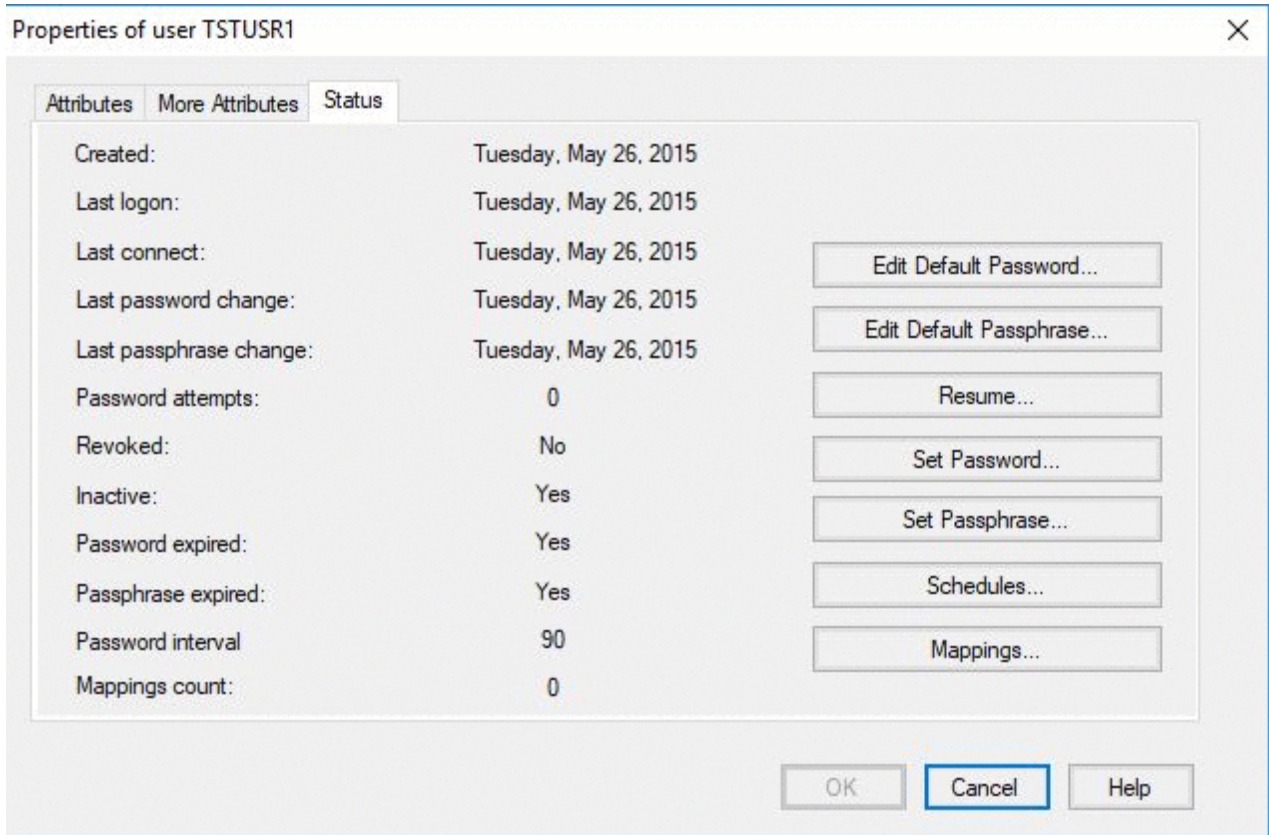 Properties of user TSTUSR1
Attributes More Attributes Status
Created: Tuesday, May 26, 2015
Last logon: Tuesday, May 26, 2015
Last connect: Tuesday, May 26, 2015
Last password change: Tuesday, May 26, 2015
Last passphrase change: Tuesday, May 26, 2015
Password attempts: 0
Revoked: No
Inactive: Yes
Password expired: Yes
Passphrase expired: Yes
Password interval 90
Mappings count: 0
Edit Default Password...
Edit Default Passphrase...
Resume...
Set Password...
Set Passphrase...
Schedules...
Mappings...
OK Cancel Help